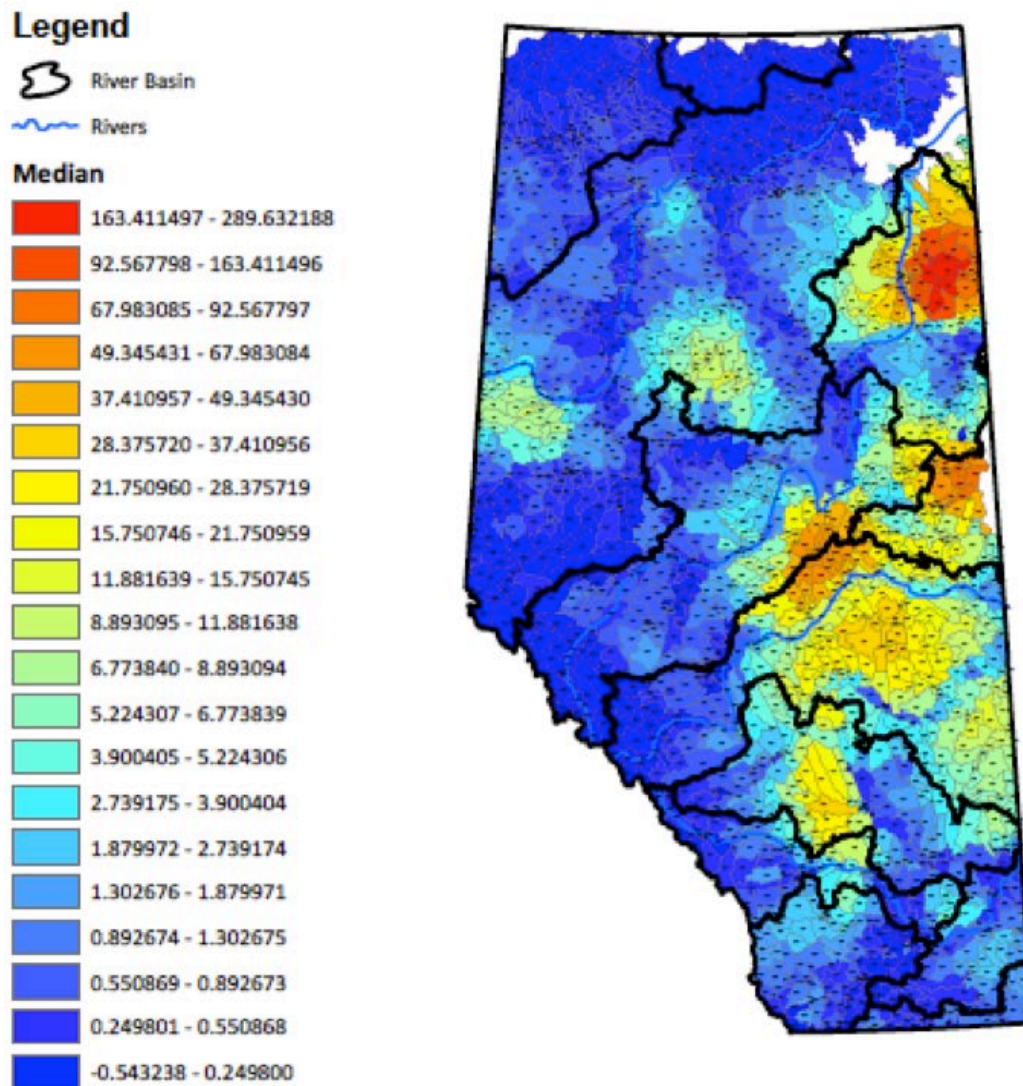 Legend
River Basin
Rivers
Median
163.411497 - 289.632188
92.567798 - 163.411496
67.983085 - 92.567797
49.345431 - 67.983084
37.410957 - 49.345430
28.375720 - 37.410956
21.750960 - 28.375719
15.750746 - 21.750959
11.881639 - 15.750745
8.893095 - 11.881638
6.773840 - 8.893094
5.224307 - 6.773839
3.900405 - 5.224306
2.739175 - 3.900404
1.879972 - 2.739174
1.302676 - 1.879971
0.892674 - 1.302675
0.550869 - 0.892673
0.249801 - 0.550868
-0.543238 - 0.249800